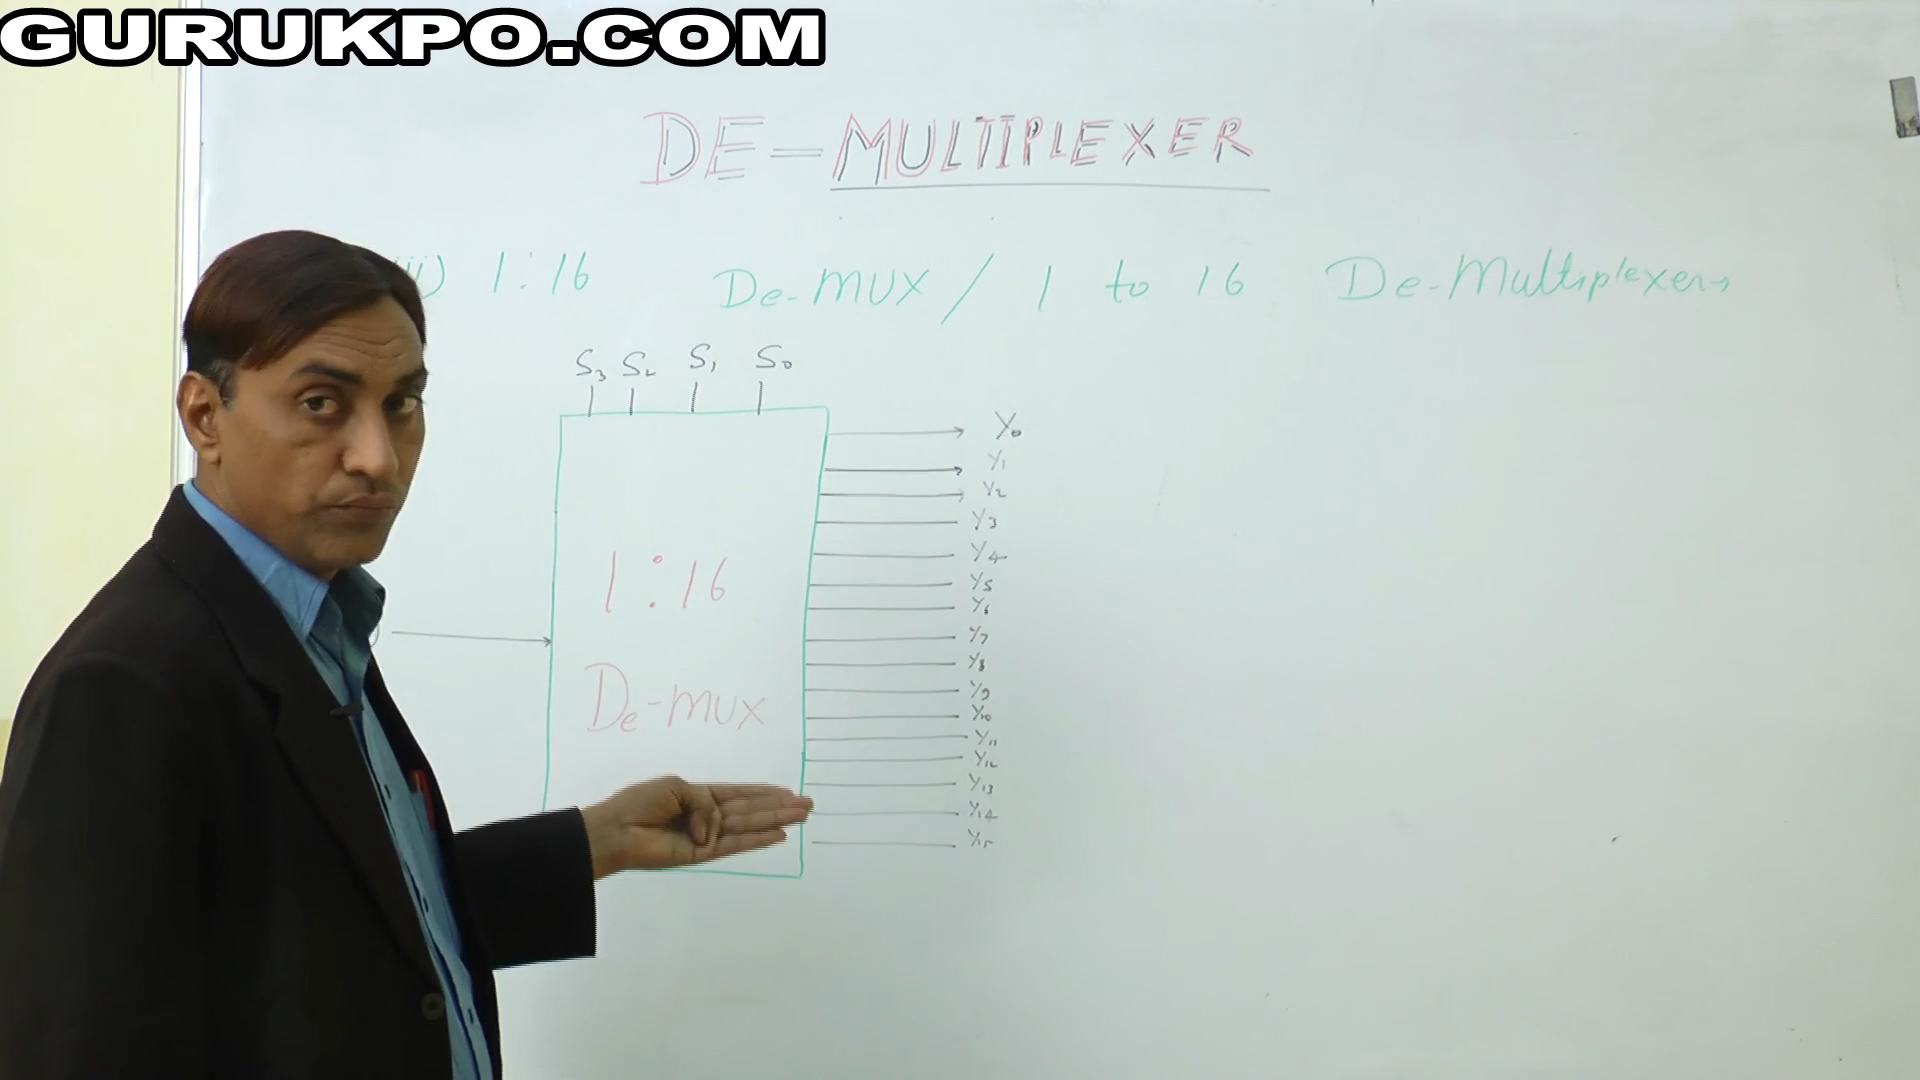 GURUKPO.COM
DE-MULTIPLEXER
iii) 1:16 De-MUX / 1 to 16 De-Multiplexer
S3 S2 S1 S0
Y0
Y1
Y2
Y3
Y4
Y5
Y6
Y7
Y8
Y9
Y10
Y11
Y12
Y13
Y14
Y15
1:16
De-MUX